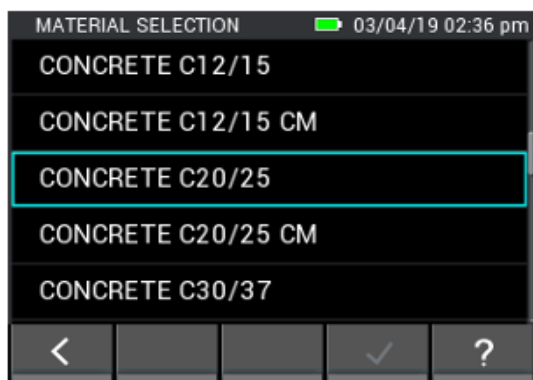 MATERIAL SELECTION 03/04/19 02:36 pm
CONCRETE C12/15
CONCRETE C12/15 CM
CONCRETE C20/25
CONCRETE C20/25 CM
CONCRETE C30/37
?